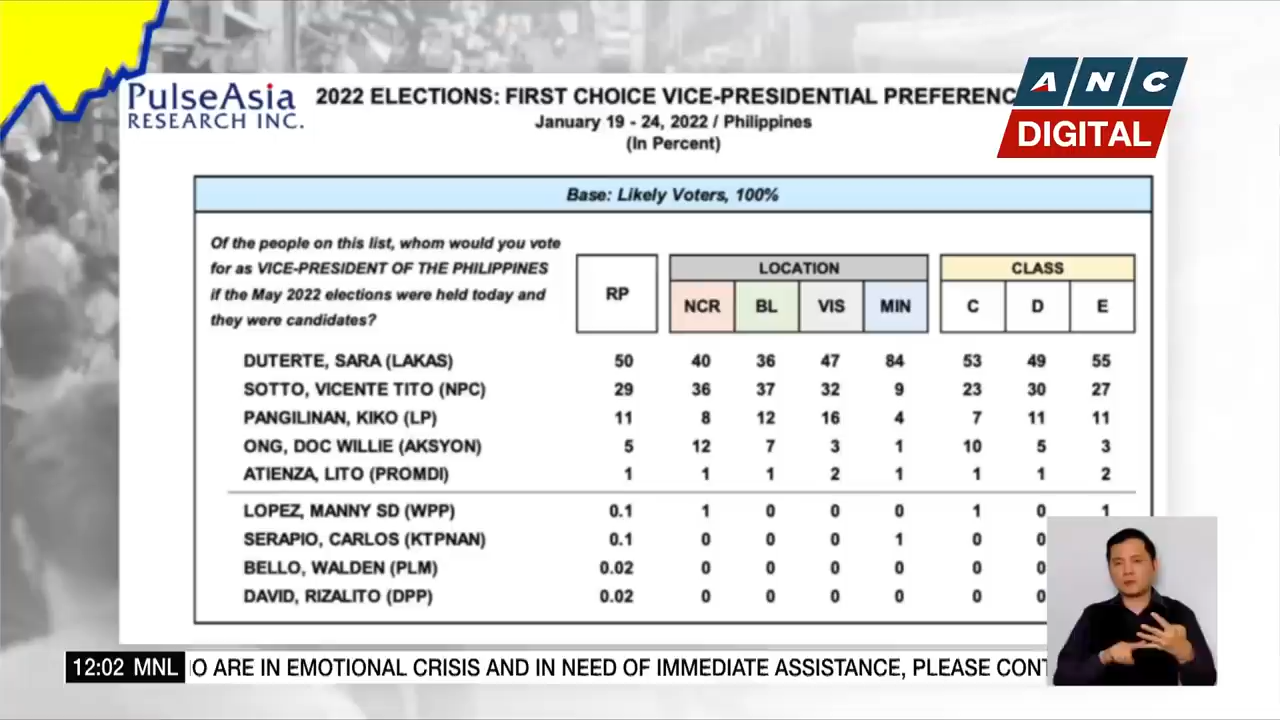 PulseAsia
RESEARCH INC.
2022 ELECTIONS: FIRST CHOICE VICE-PRESIDENTIAL PREFERENC
January 19 - 24, 2022 / Philippines
(In Percent)
ANC
DIGITAL
Base: Likely Voters, 100%
Of the people on this list, whom would you vote
for as VICE-PRESIDENT OF THE PHILIPPINES
if the May 2022 elections were held today and
they were candidates?
RP
LOCATION
CLASS
NCR BL VIS MIN C D E
DUTERTE, SARA (LAKAS) 50 40 36 47 84 53 49 55
SOTTO, VICENTE TITO (NPC) 29 36 37 32 9 23 30 27
PANGILINAN, KIKO (LP) 11 8 12 16 4 7 11 11
ONG, DOC WILLIE (AKSYON) 5 12 7 3 1 10 5 3
ATIENZA, LITO (PROMDI) 1 1 1 2 1 1 1 2
LOPEZ, MANNY SD (WPP) 0.1 1 0 0 0 1 0 1
SERAPIO, CARLOS (KTPNAN) 0.1 0 0 0 1 0 0
BELLO, WALDEN (PLM) 0.02 0 0 0 0 0 0
DAVID, RIZALITO (DPP) 0.02 0 0 0 0 0 0
12:02 MNL O ARE IN EMOTIONAL CRISIS AND IN NEED OF IMMEDIATE ASSISTANCE, PLEASE CONT